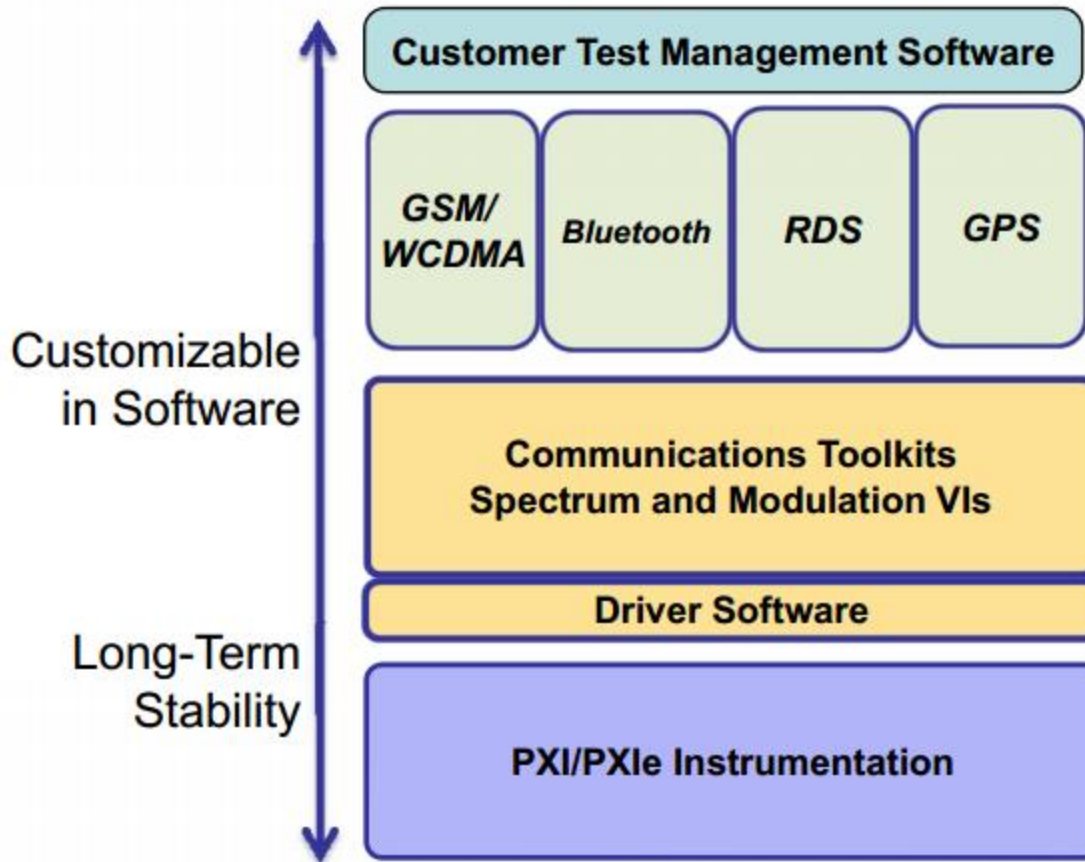 Customer Test Management Software
GSM/
WCDMA
Bluetooth
RDS
GPS
Customizable
in Software
Communications Toolkits
Spectrum and Modulation VIs
Driver Software
Long-Term
Stability
PXI/PXIe Instrumentation